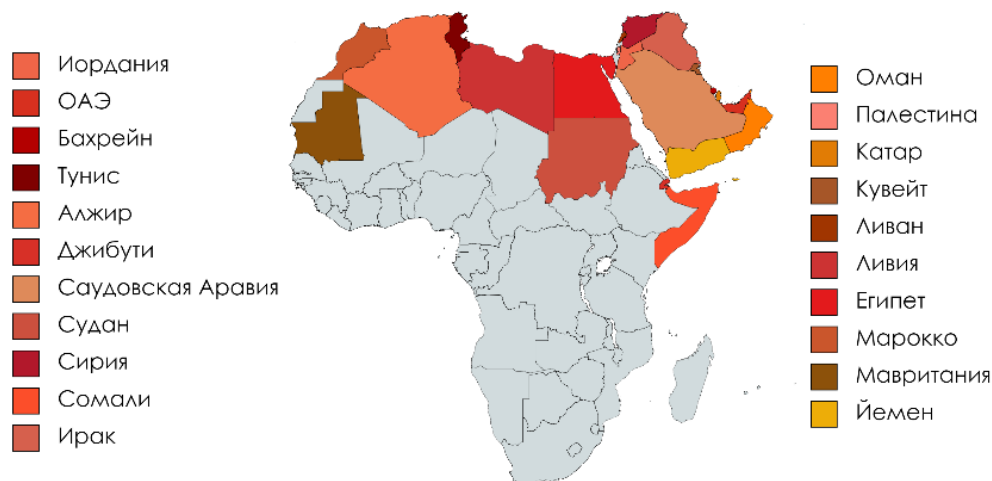 Иордания
ОАЭ
Бахрейн
Тунис
Алжир
Джибути
Саудовская Аравия
Судан
Сирия
Сомали
Ирак
Оман
Палестина
Катар
Кувейт
Ливан
Ливия
Египет
Марокко
Мавритания
Йемен